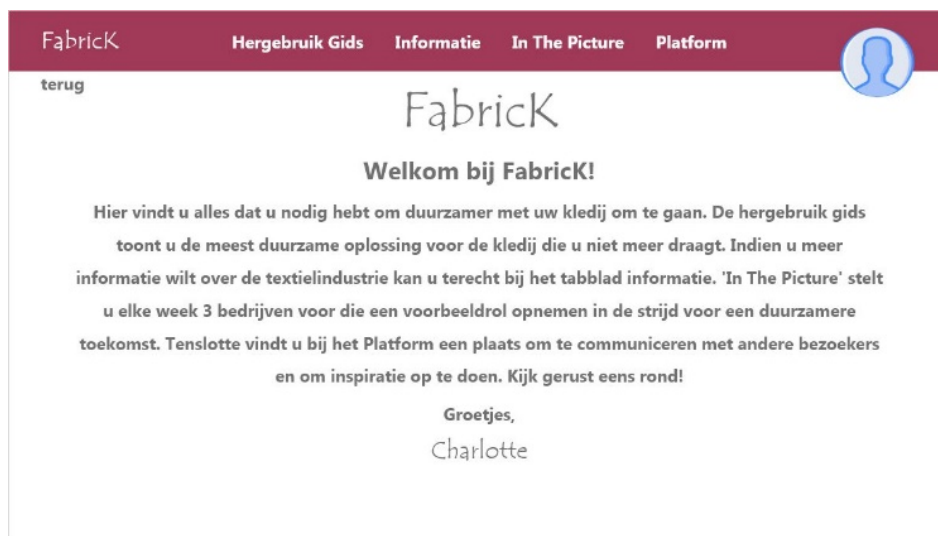 FabricK Hergebruik Gids Informatie In The Picture Platform
terug
FabricK
Welkom bij FabricK!
Hier vindt u alles dat u nodig hebt om duurzamer met uw kledij om te gaan. De hergebruik gids
toont u de meest duurzame oplossing voor de kledij die u niet meer draagt. Indien u meer
informatie wilt over de textielindustrie kan u terecht bij het tabblad informatie. 'In The Picture' stelt
u elke week 3 bedrijven voor die een voorbeeldrol opnemen in de strijd voor een duurzamere
toekomst. Tenslotte vindt u bij het Platform een plaats om te communiceren met andere bezoekers
en om inspiratie op te doen. Kijk gerust eens rond!
Groetjes,
Charlotte